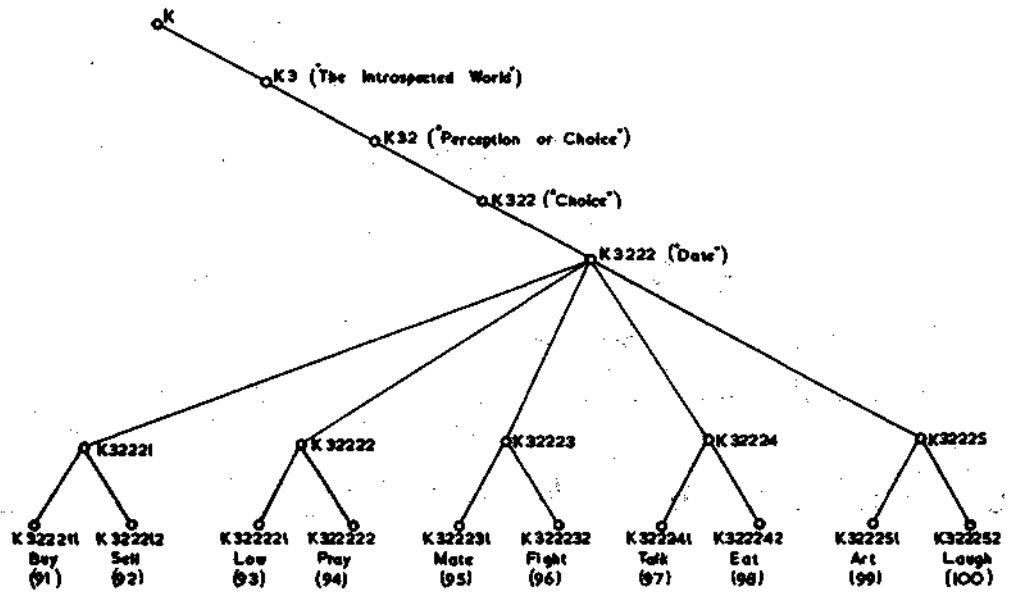 K
K3 ("The Introspected World")
K32 ("Perception or Choice")
K322 ("Choice")
K3222 ("Date")
K32221
K32222
K32223
K32224
K32225
K322211
Buy
(91)
K322212
Sell
(92)
K322221
Low
(93)
K322222
Pray
(94)
K322231
Mate
(95)
K322232
Fight
(96)
K322241
Talk
(97)
K322242
Eat
(98)
K322251
Art
(99)
K322252
Laugh
(100)